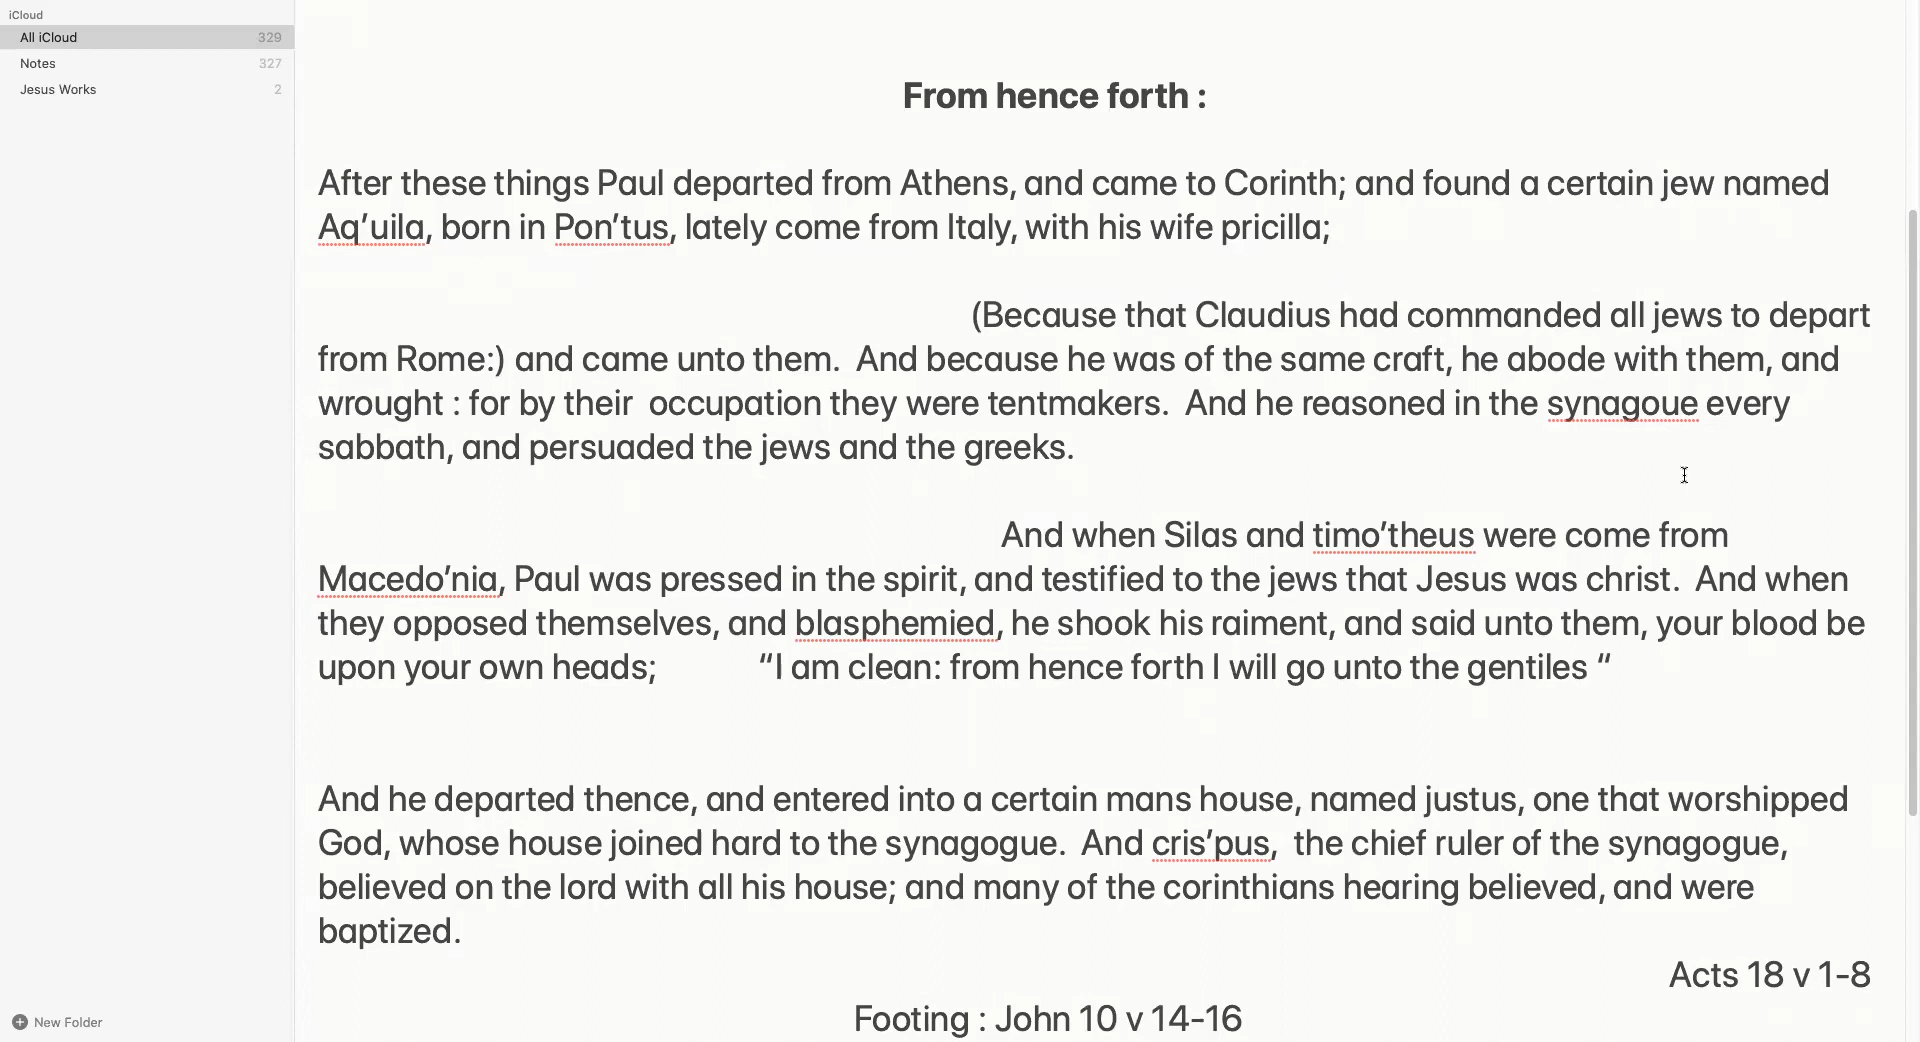 iCloud
All iCloud 329
Notes 327
Jesus Works 2
From hence forth :
After these things Paul departed from Athens, and came to Corinth; and found a certain jew named
Aq’uila, born in Pon’tus, lately come from Italy, with his wife pricilla;
(Because that Claudius had commanded all jews to depart
from Rome:) and came unto them.  And because he was of the same craft, he abode with them, and
wrought : for by their  occupation they were tentmakers.  And he reasoned in the synagoue every
sabbath, and persuaded the jews and the greeks.
And when Silas and timo’theus were come from
Macedo’nia, Paul was pressed in the spirit, and testified to the jews that Jesus was christ.  And when
they opposed themselves, and blasphemied, he shook his raiment, and said unto them, your blood be
upon your own heads;          “I am clean: from hence forth I will go unto the gentiles “
And he departed thence, and entered into a certain mans house, named justus, one that worshipped
God, whose house joined hard to the synagogue.  And cris’pus,  the chief ruler of the synagogue,
believed on the lord with all his house; and many of the corinthians hearing believed, and were
baptized.
Acts 18 v 1-8
Footing : John 10 v 14-16
New Folder